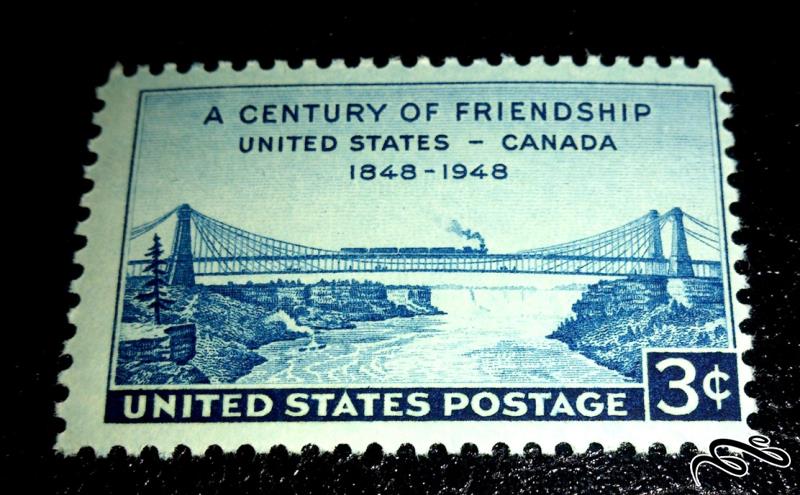 A CENTURY OF FRIENDSHIP
UNITED STATES - CANADA
1848-1948
UNITED STATES POSTAGE
3¢